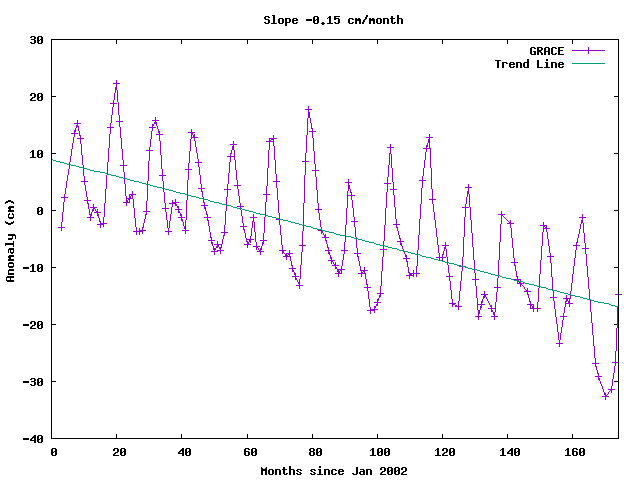 Slope -0.15 cm/month
GRACE
Trend Line
30
20
10
0
-10
-20
-30
-40
Anomaly (cm)
0 20 40 60 80 100 120 140 160
Months since Jan 2002